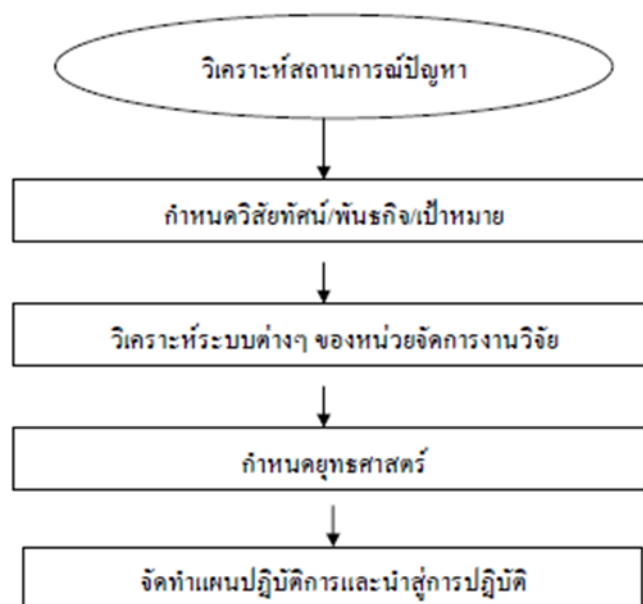 วิเคราะห์สถานการณ์ปัญหา
กำหนดวิสัยทัศน์/พันธกิจ/เป้าหมาย
วิเคราะห์ระบบต่างๆ ของหน่วยจัดการงานวิจัย
กำหนดยุทธศาสตร์
จัดทำแผนปฏิบัติการและนำสู่การปฏิบัติ